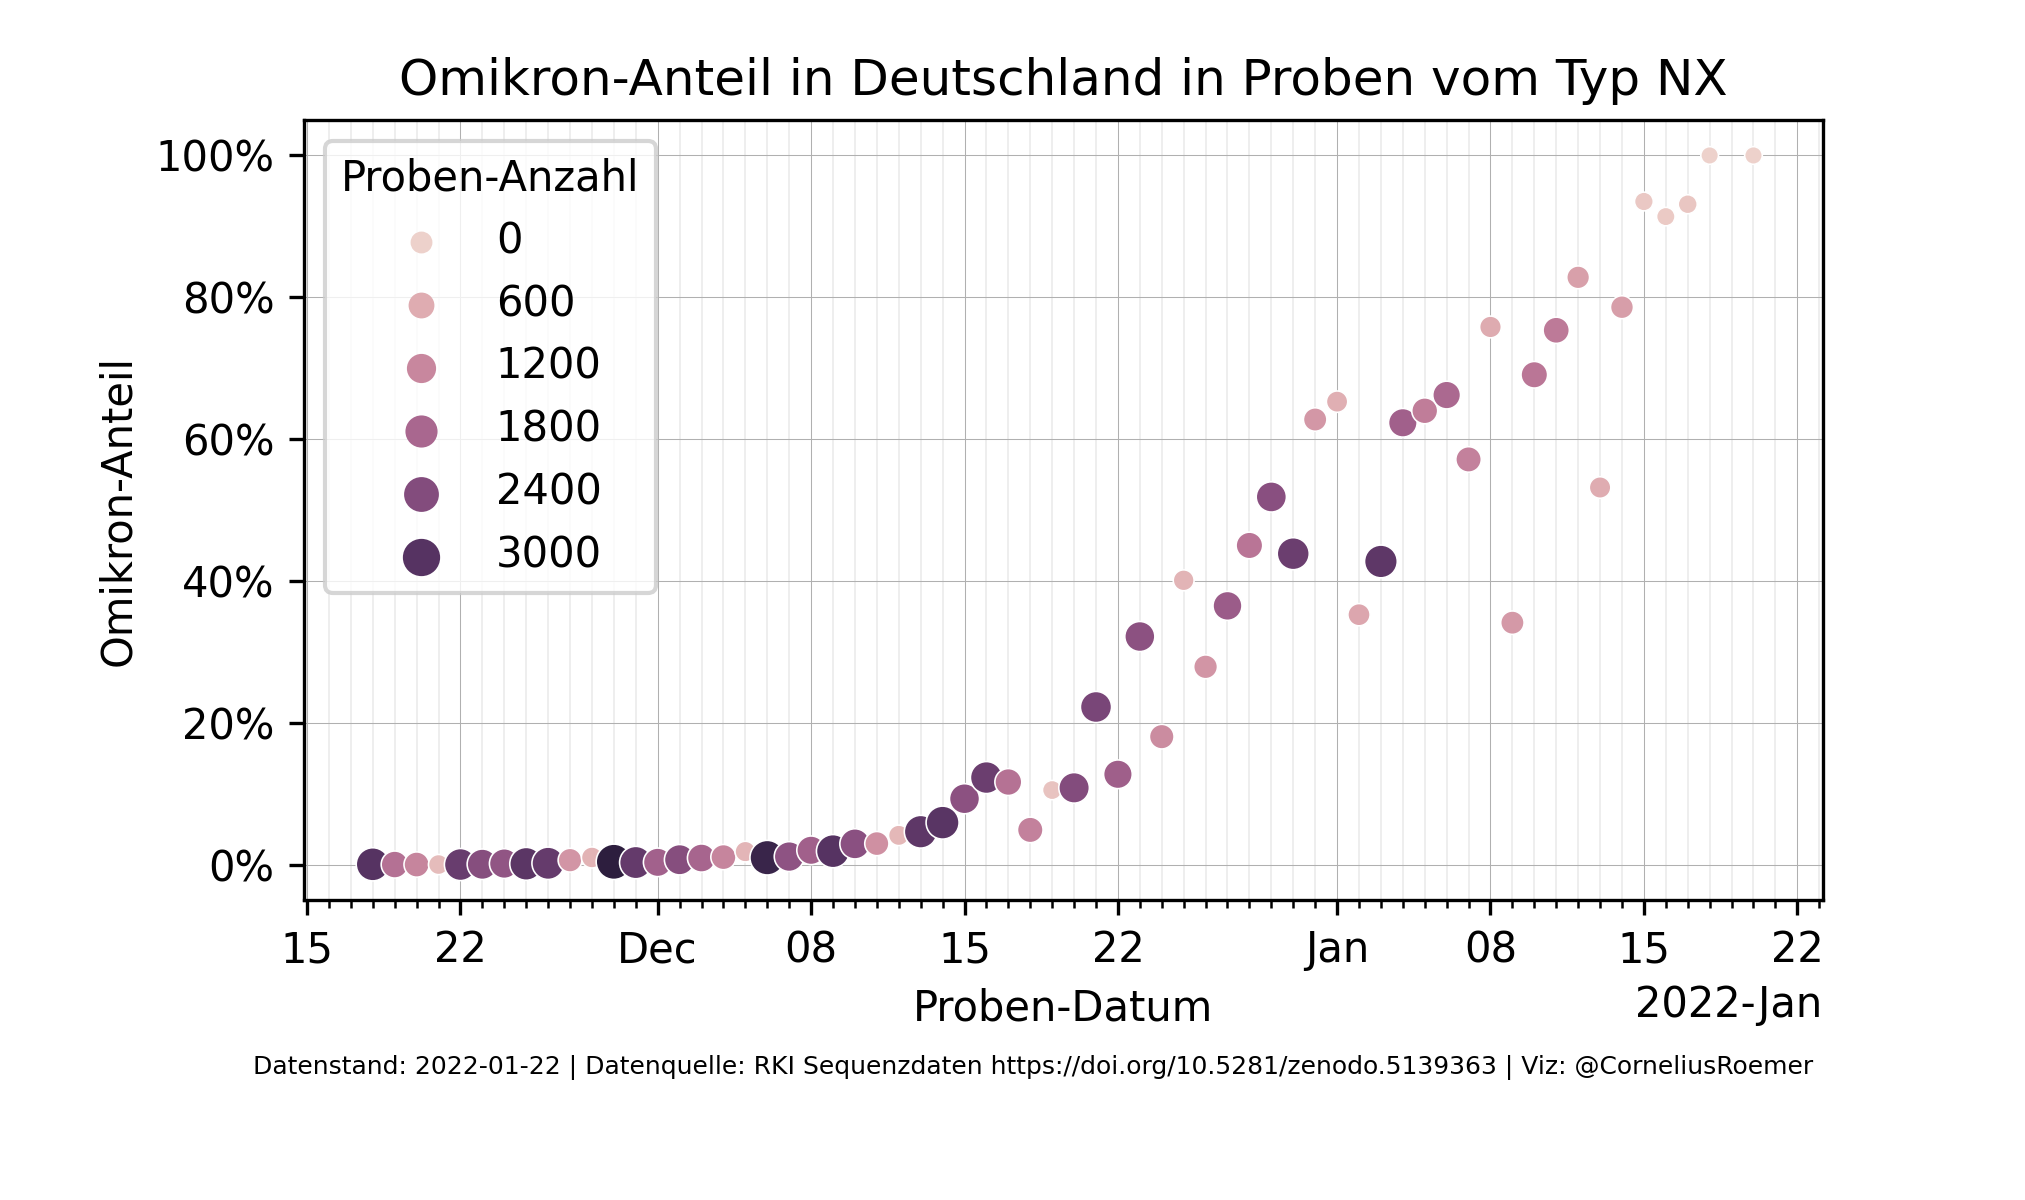 Omikron-Anteil in Deutschland in Proben vom Typ NX
Proben-Anzahl
0
600
1200
1800
2400
3000
100%
80%
60%
40%
20%
0%
Omikron-Anteil
15 22 Dec 08 15 22 Jan 08 15 22
Proben-Datum
2022-Jan
Datenstand: 2022-01-22 | Datenquelle: RKI Sequenzdaten https://doi.org/10.5281/zenodo.5139363 | Viz: @CorneliusRoemer